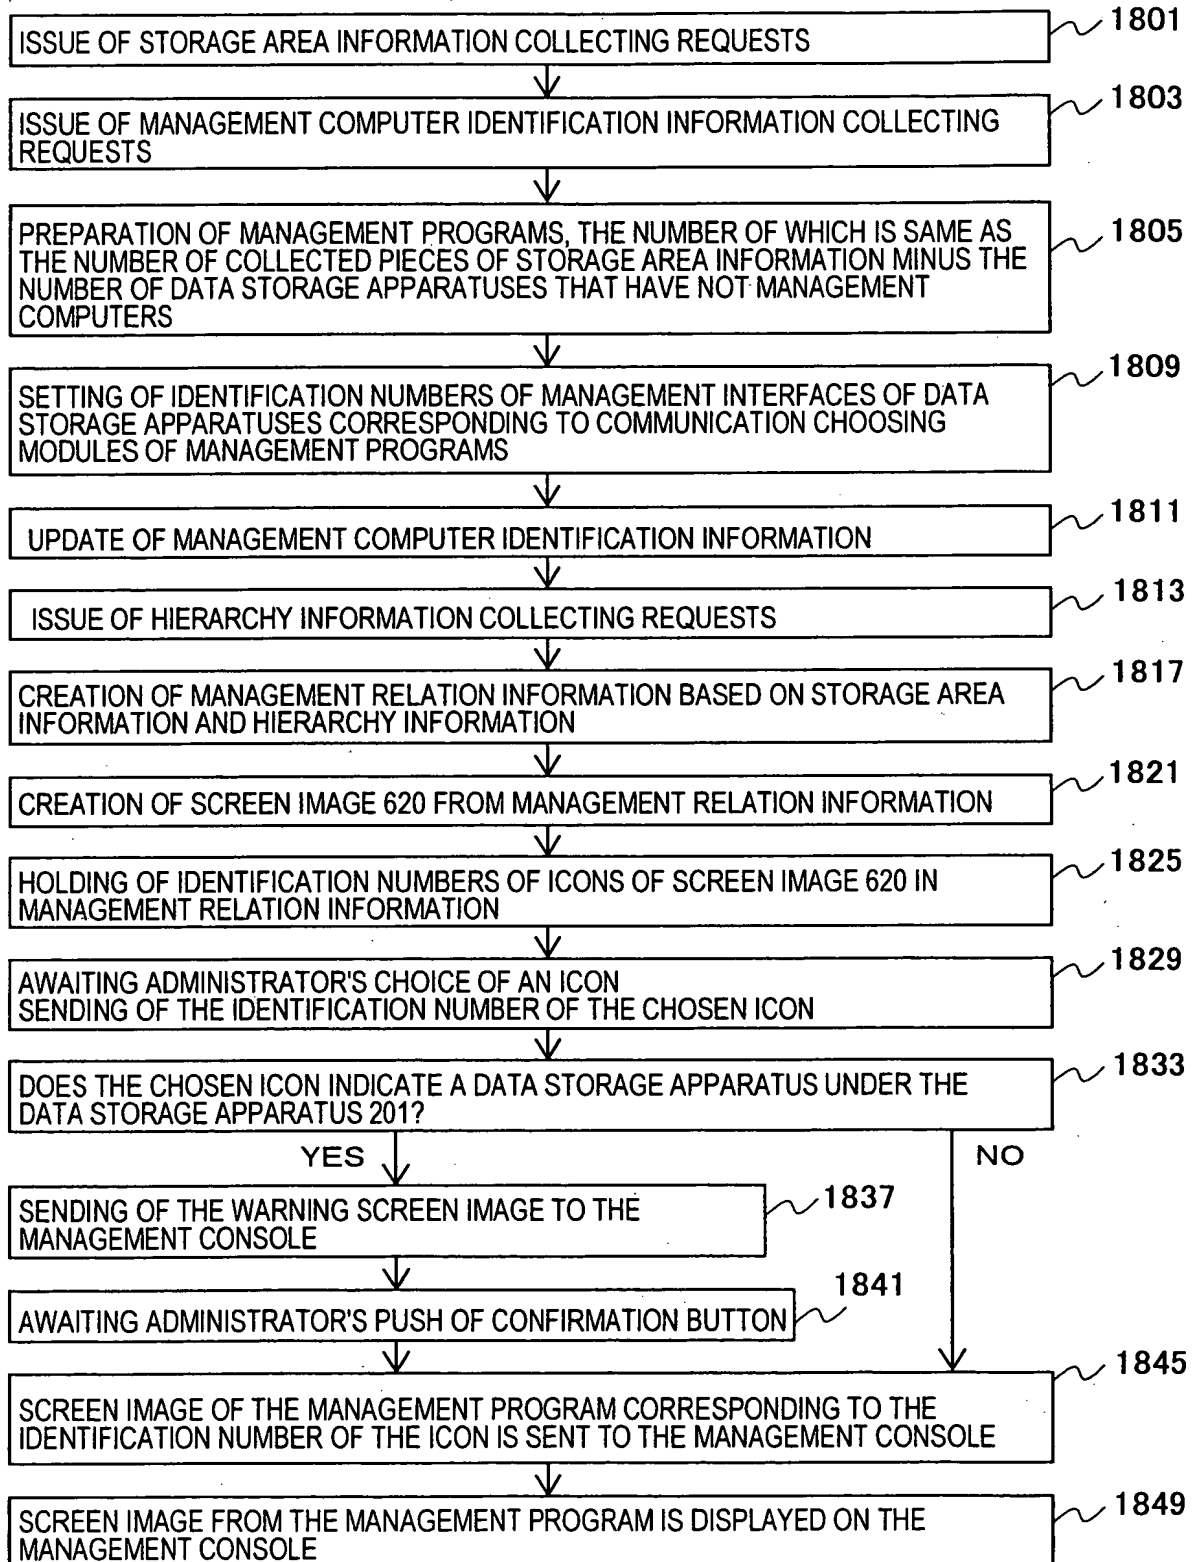 ISSUE OF STORAGE AREA INFORMATION COLLECTING REQUESTS
1801
ISSUE OF MANAGEMENT COMPUTER IDENTIFICATION INFORMATION COLLECTING
REQUESTS
1803
PREPARATION OF MANAGEMENT PROGRAMS, THE NUMBER OF WHICH IS SAME AS
THE NUMBER OF COLLECTED PIECES OF STORAGE AREA INFORMATION MINUS THE
NUMBER OF DATA STORAGE APPARATUSES THAT HAVE NOT MANAGEMENT
COMPUTERS
1805
SETTING OF IDENTIFICATION NUMBERS OF MANAGEMENT INTERFACES OF DATA
STORAGE APPARATUSES CORRESPONDING TO COMMUNICATION CHOOSING
MODULES OF MANAGEMENT PROGRAMS
1809
UPDATE OF MANAGEMENT COMPUTER IDENTIFICATION INFORMATION
1811
ISSUE OF HIERARCHY INFORMATION COLLECTING REQUESTS
1813
CREATION OF MANAGEMENT RELATION INFORMATION BASED ON STORAGE AREA
INFORMATION AND HIERARCHY INFORMATION
1817
CREATION OF SCREEN IMAGE 620 FROM MANAGEMENT RELATION INFORMATION
1821
HOLDING OF IDENTIFICATION NUMBERS OF ICONS OF SCREEN IMAGE 620 IN
MANAGEMENT RELATION INFORMATION
1825
AWAITING ADMINISTRATOR'S CHOICE OF AN ICON
SENDING OF THE IDENTIFICATION NUMBER OF THE CHOSEN ICON
1829
DOES THE CHOSEN ICON INDICATE A DATA STORAGE APPARATUS UNDER THE
DATA STORAGE APPARATUS 201?
1833
YES
NO
SENDING OF THE WARNING SCREEN IMAGE TO THE
MANAGEMENT CONSOLE
1837
AWAITING ADMINISTRATOR'S PUSH OF CONFIRMATION BUTTON
1841
SCREEN IMAGE OF THE MANAGEMENT PROGRAM CORRESPONDING TO THE
IDENTIFICATION NUMBER OF THE ICON IS SENT TO THE MANAGEMENT CONSOLE
1845
SCREEN IMAGE FROM THE MANAGEMENT PROGRAM IS DISPLAYED ON THE
MANAGEMENT CONSOLE
1849